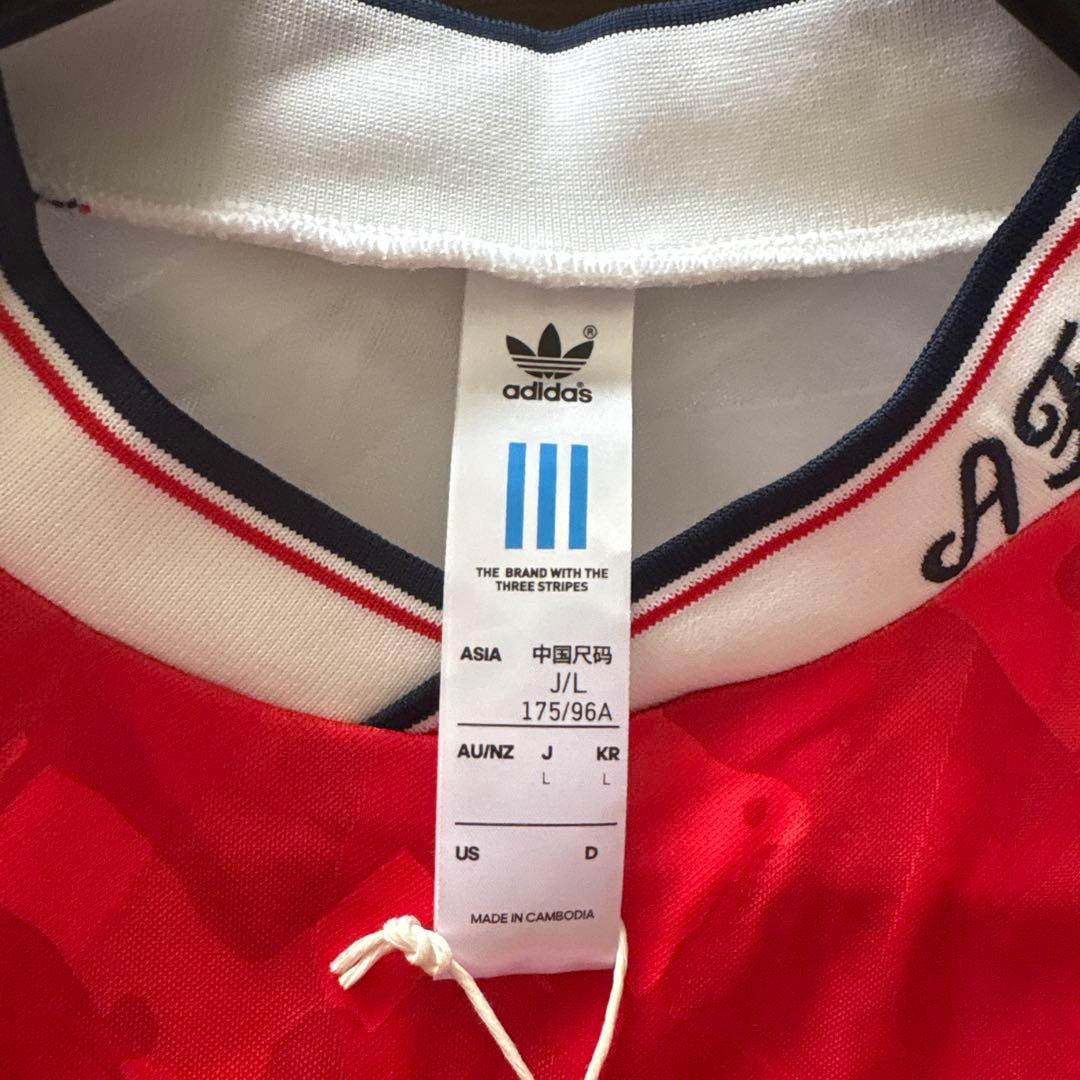 ®
adidas
THE BRAND WITH THE
THREE STRIPES
ASIA 中国尺码
J/L
175/96A
AU/NZ J KR
L L
US D
MADE IN CAMBODIA
A